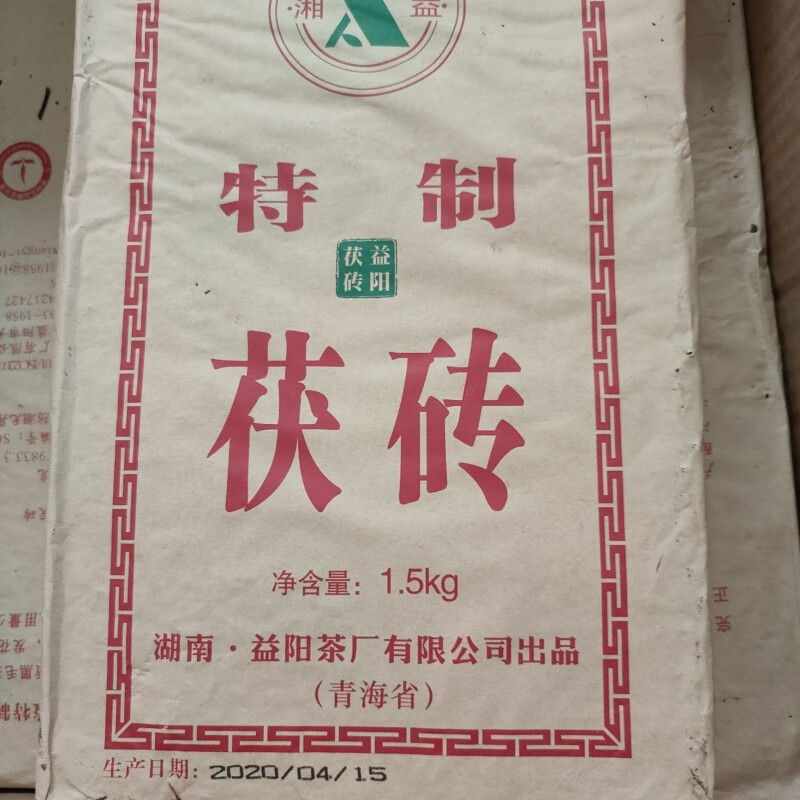 湘 益
特 制
益阳
茯砖
茯 砖
净含量：1.5kg
湖南·益阳茶厂有限公司出品
（青海省）
生产日期：2020/04/15